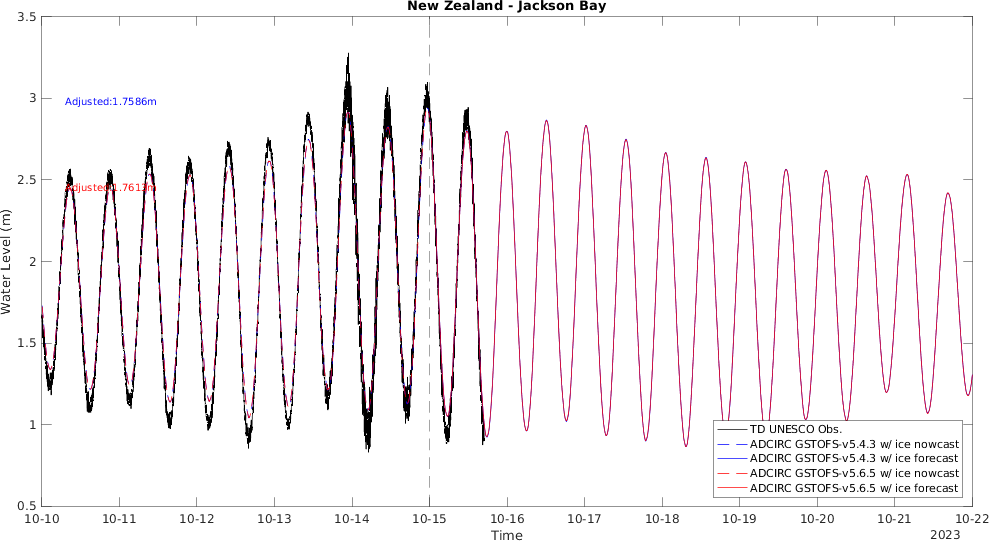 New Zealand - Jackson Bay
Water Level (m)
3.5
3
2.5
2
1.5
1
0.5
Adjusted:1.7586m
Adjusted:1.7613m
TD UNESCO Obs.
ADCIRC GSTOFS-v5.4.3 w/ ice nowcast
ADCIRC GSTOFS-v5.4.3 w/ ice forecast
ADCIRC GSTOFS-v5.6.5 w/ ice nowcast
ADCIRC GSTOFS-v5.6.5 w/ ice forecast
10-10 10-11 10-12 10-13 10-14 10-15 10-16 10-17 10-18 10-19 10-20 10-21 10-22
Time
2023